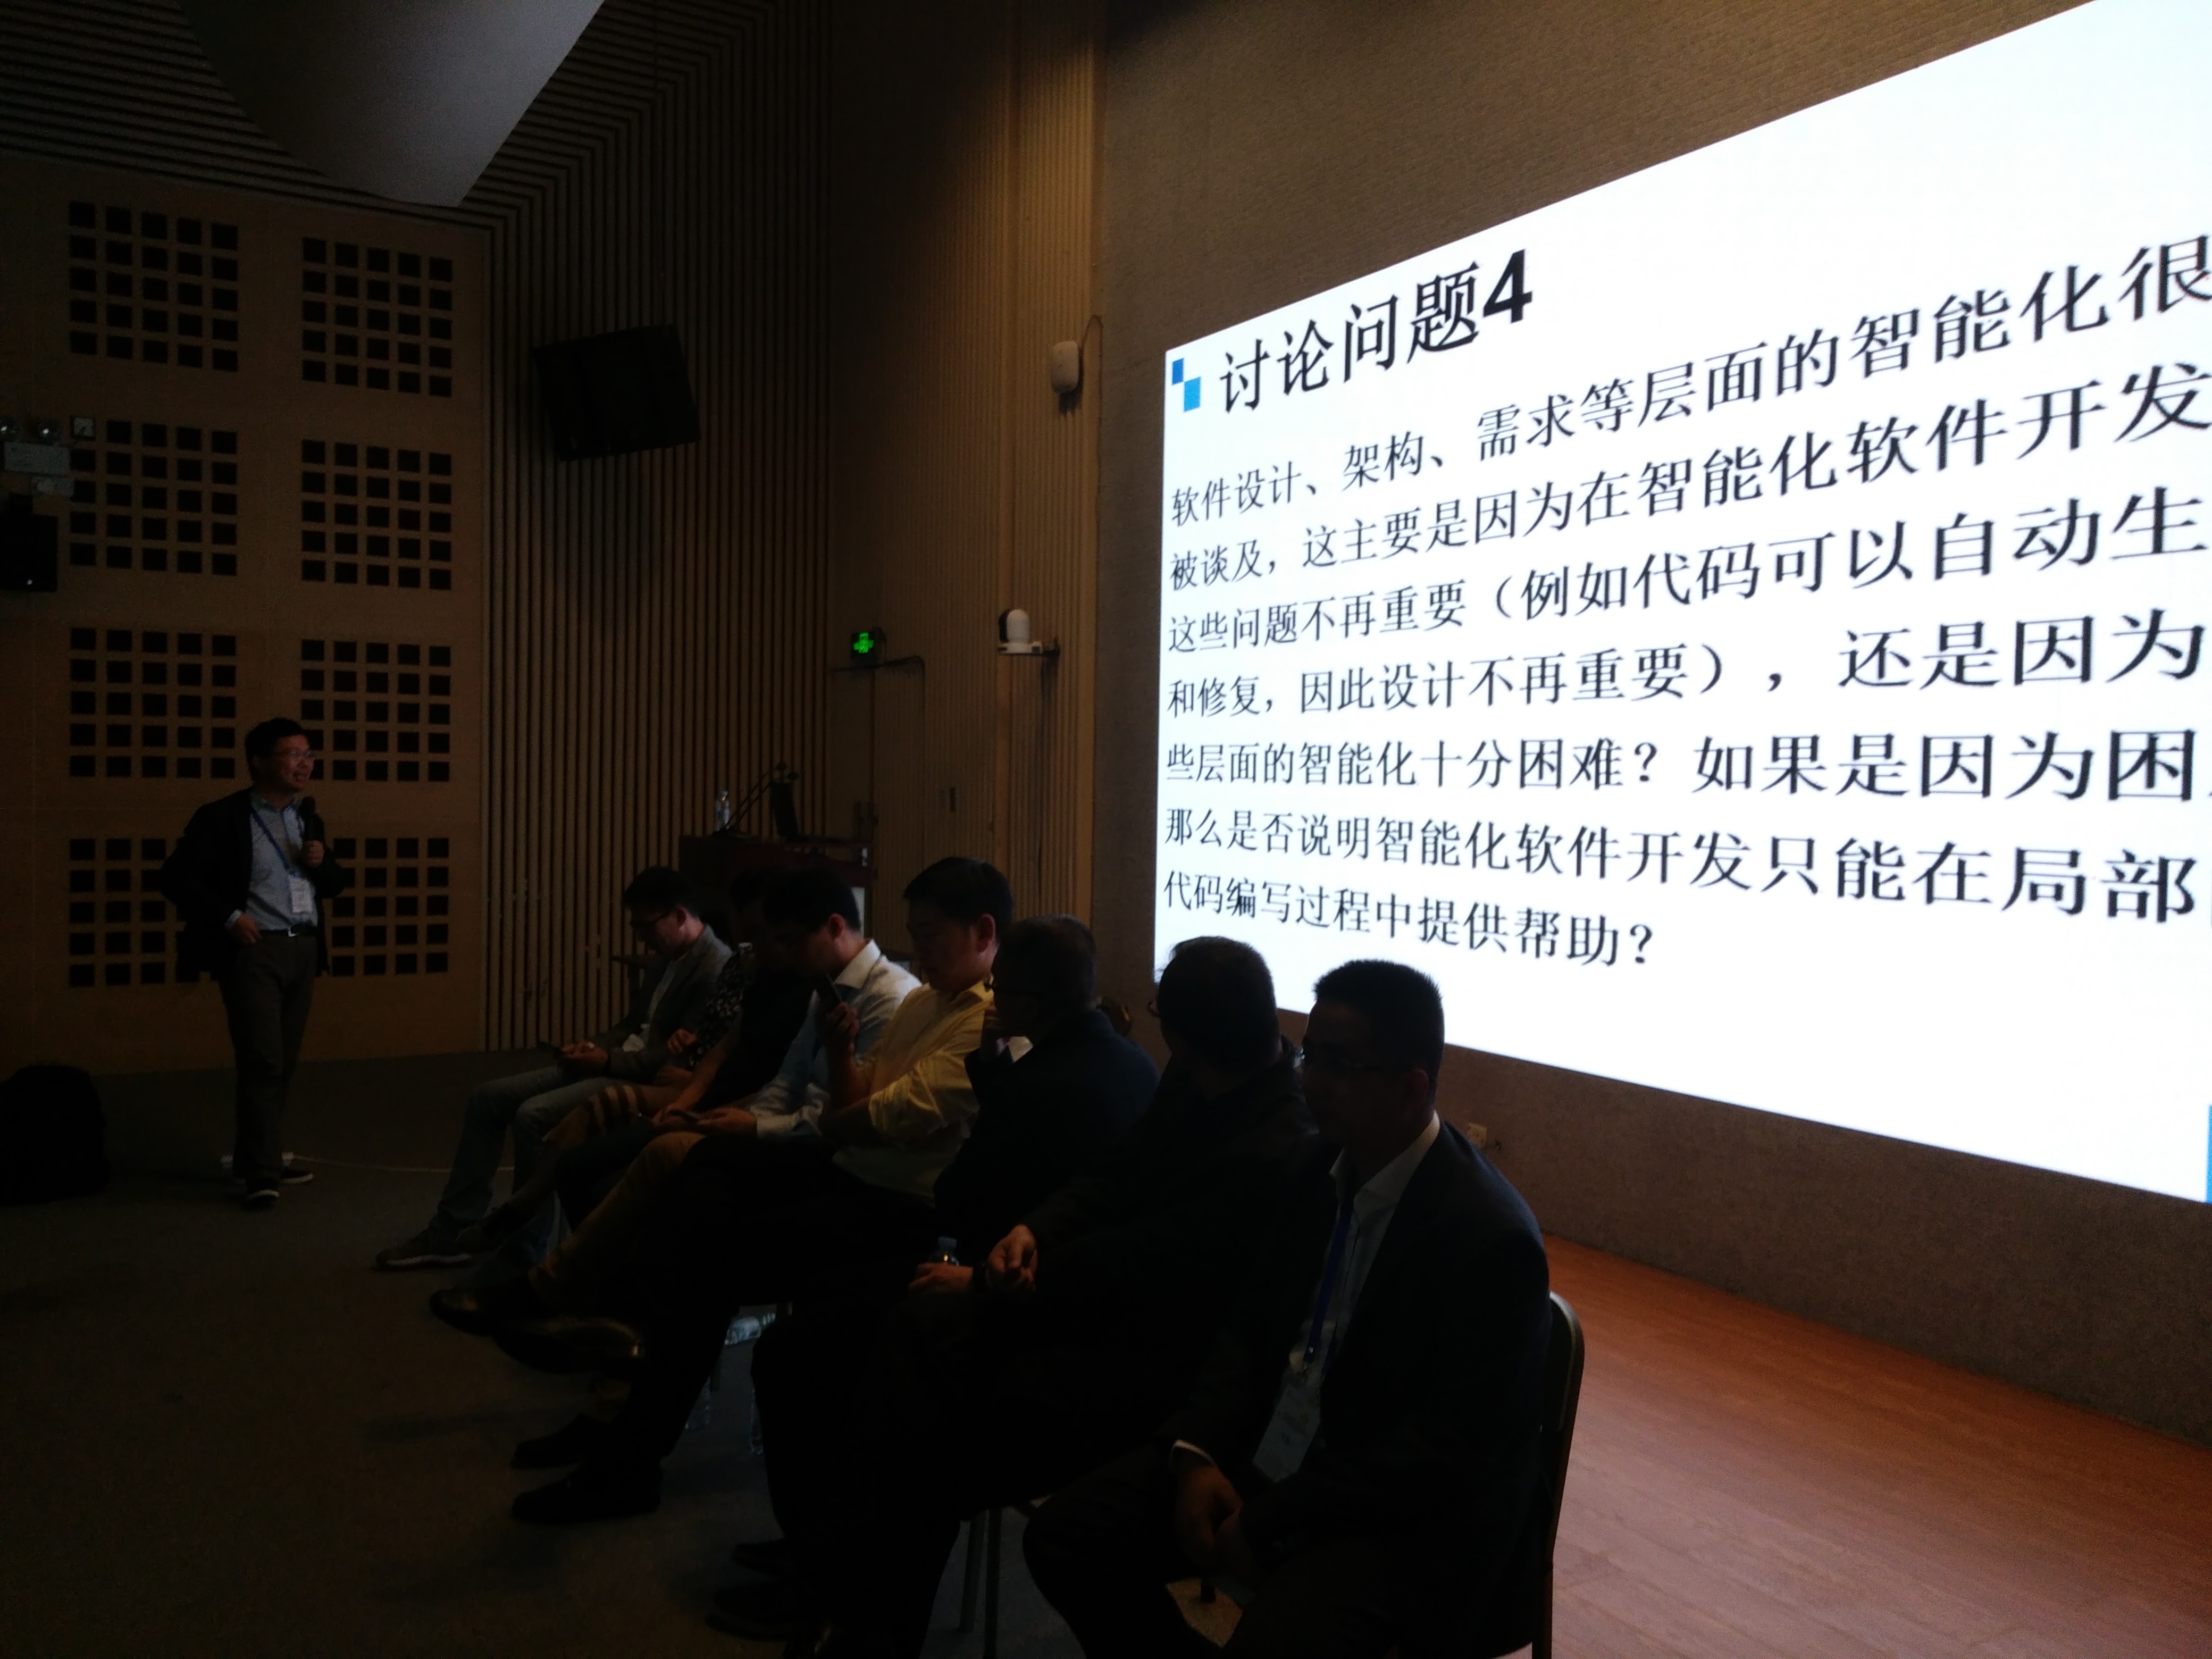 讨论问题4
软件设计、架构、需求等层面的智能化很
被谈及，这主要是因为在智能化软件开发
这些问题不再重要（例如代码可以自动生
和修复，因此设计不再重要），还是因为
些层面的智能化十分困难？如果是因为困
那么是否说明智能化软件开发只能在局部
代码编写过程中提供帮助？